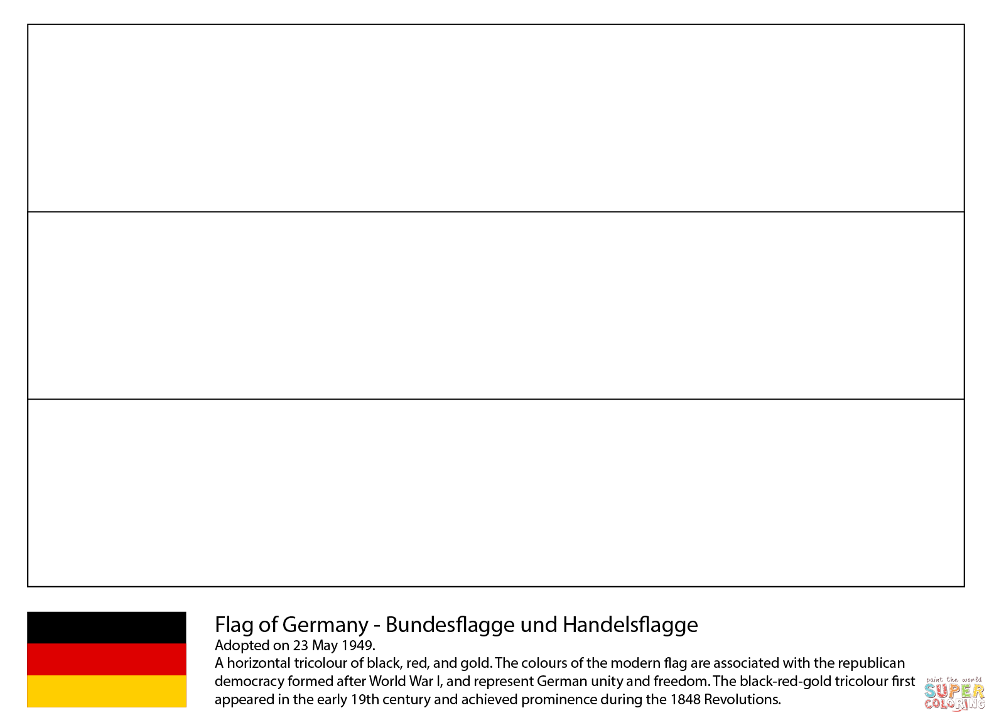 Flag of Germany - Bundesflagge und Handelsflagge
Adopted on 23 May 1949.
A horizontal tricolour of black, red, and gold. The colours of the modern flag are associated with the republican
democracy formed after World War I, and represent German unity and freedom. The black-red-gold tricolour first
appeared in the early 19th century and achieved prominence during the 1848 Revolutions.
paint the world
SUPER
COLORING